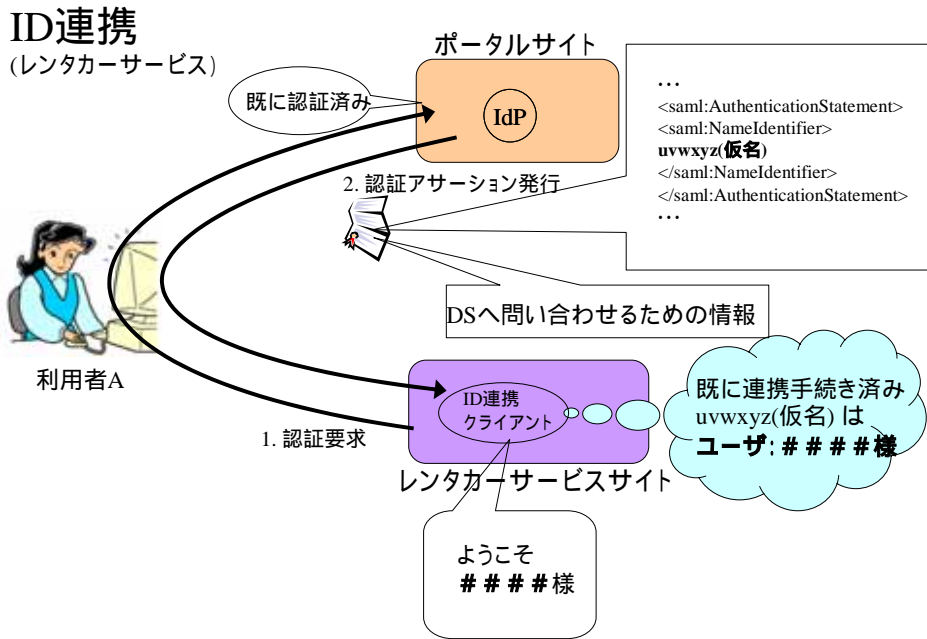 ID連携
(レンタカーサービス)
ポータルサイト
既に認証済み
IdP
…
<saml:AuthenticationStatement>
<saml:NameIdentifier>
uvwxyz(仮名)
</saml:NameIdentifier>
</saml:AuthenticationStatement>
…
2. 認証アサーション発行
DSへ問い合わせるための情報
利用者A
ID連携
クライアント
1. 認証要求
既に連携手続き済み
uvwxyz(仮名) は
ユーザ:####様
レンタカーサービスサイト
ようこそ
####様